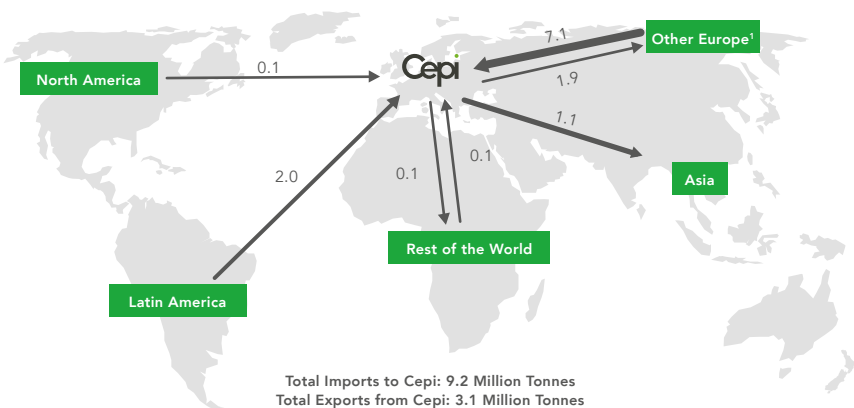 7.1
Other Europe¹
Cepi
North America
0.1
1.9
1.1
2.0
0.1
0.1
Asia
Rest of the World
Latin America
Total Imports to Cepi: 9.2 Million Tonnes
Total Exports from Cepi: 3.1 Million Tonnes